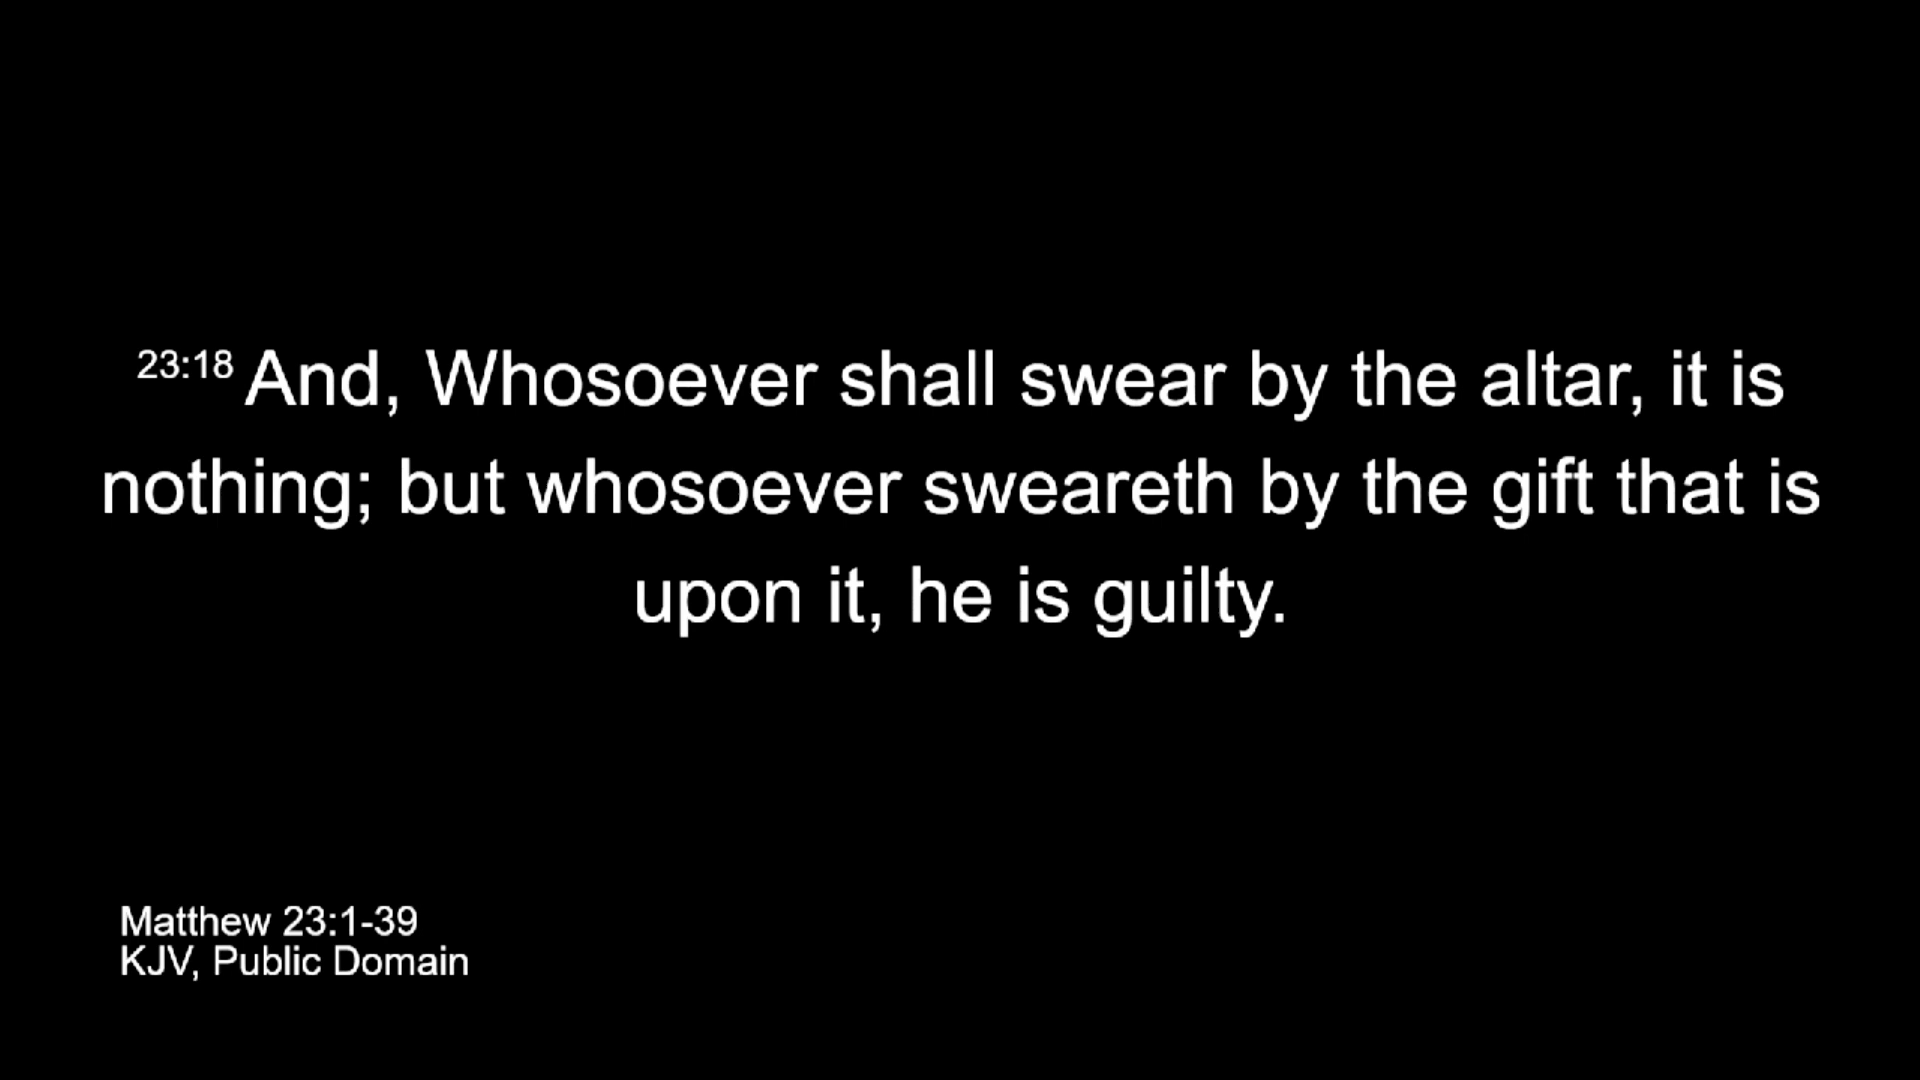 23:18 And, Whosoever shall swear by the altar, it is
nothing; but whosoever sweareth by the gift that is
upon it, he is guilty.
Matthew 23:1-39
KJV, Public Domain